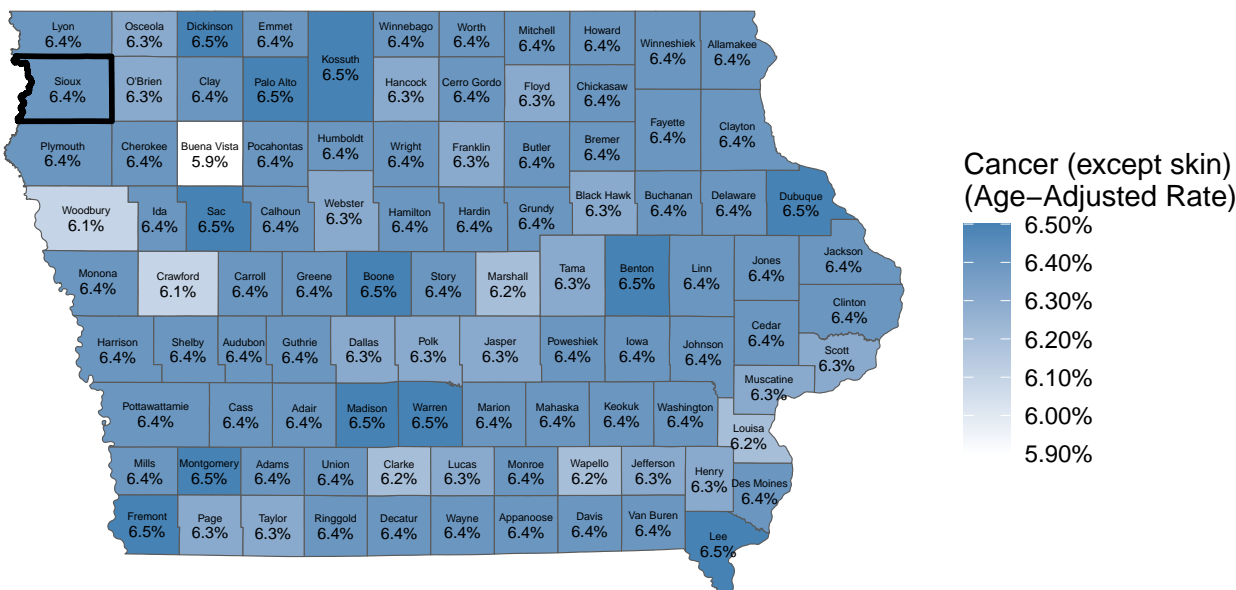 Lyon
6.4%
Osceola
6.3%
Dickinson
6.5%
Emmet
6.4%
Kossuth
6.5%
Winnebago
6.4%
Worth
6.4%
Mitchell
6.4%
Howard
6.4%
Winneshiek
6.4%
Allamakee
6.4%
Sioux
6.4%
O'Brien
6.3%
Clay
6.4%
Palo Alto
6.5%
Hancock
6.3%
Cerro Gordo
6.4%
Floyd
6.3%
Chickasaw
6.4%
Fayette
6.4%
Clayton
6.4%
Plymouth
6.4%
Cherokee
6.4%
Buena Vista
5.9%
Pocahontas
6.4%
Humboldt
6.4%
Wright
6.4%
Franklin
6.3%
Butler
6.4%
Bremer
6.4%
Woodbury
6.1%
Ida
6.4%
Sac
6.5%
Calhoun
6.4%
Webster
6.3%
Hamilton
6.4%
Hardin
6.4%
Grundy
6.4%
Black Hawk
6.3%
Buchanan
6.4%
Delaware
6.4%
Dubuque
6.5%
Monona
6.4%
Crawford
6.1%
Carroll
6.4%
Greene
6.4%
Boone
6.5%
Story
6.4%
Marshall
6.2%
Tama
6.3%
Benton
6.5%
Linn
6.4%
Jones
6.4%
Jackson
6.4%
Clinton
6.4%
Harrison
6.4%
Shelby
6.4%
Audubon
6.4%
Guthrie
6.4%
Dallas
6.3%
Polk
6.3%
Jasper
6.3%
Poweshiek
6.4%
Iowa
6.4%
Johnson
6.4%
Cedar
6.4%
Scott
6.3%
Muscatine
6.3%
Pottawattamie
6.4%
Cass
6.4%
Adair
6.4%
Madison
6.5%
Warren
6.5%
Marion
6.4%
Mahaska
6.4%
Keokuk
6.4%
Washington
6.4%
Louisa
6.2%
Mills
6.4%
Montgomery
6.5%
Adams
6.4%
Union
6.4%
Clarke
6.2%
Lucas
6.3%
Monroe
6.4%
Wapello
6.2%
Jefferson
6.3%
Henry
6.3%
Des Moines
6.4%
Fremont
6.5%
Page
6.3%
Taylor
6.3%
Ringgold
6.4%
Decatur
6.4%
Wayne
6.4%
Appanoose
6.4%
Davis
6.4%
Van Buren
6.4%
Lee
6.5%
Cancer (except skin)
(Age−Adjusted Rate)
6.50%
6.40%
6.30%
6.20%
6.10%
6.00%
5.90%